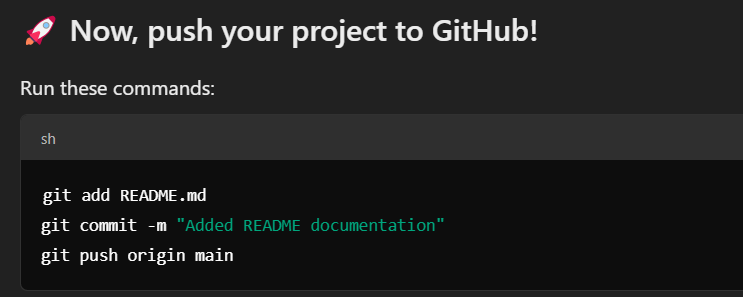 🚀 Now, push your project to GitHub!
Run these commands:
sh
git add README.md
git commit -m "Added README documentation"
git push origin main